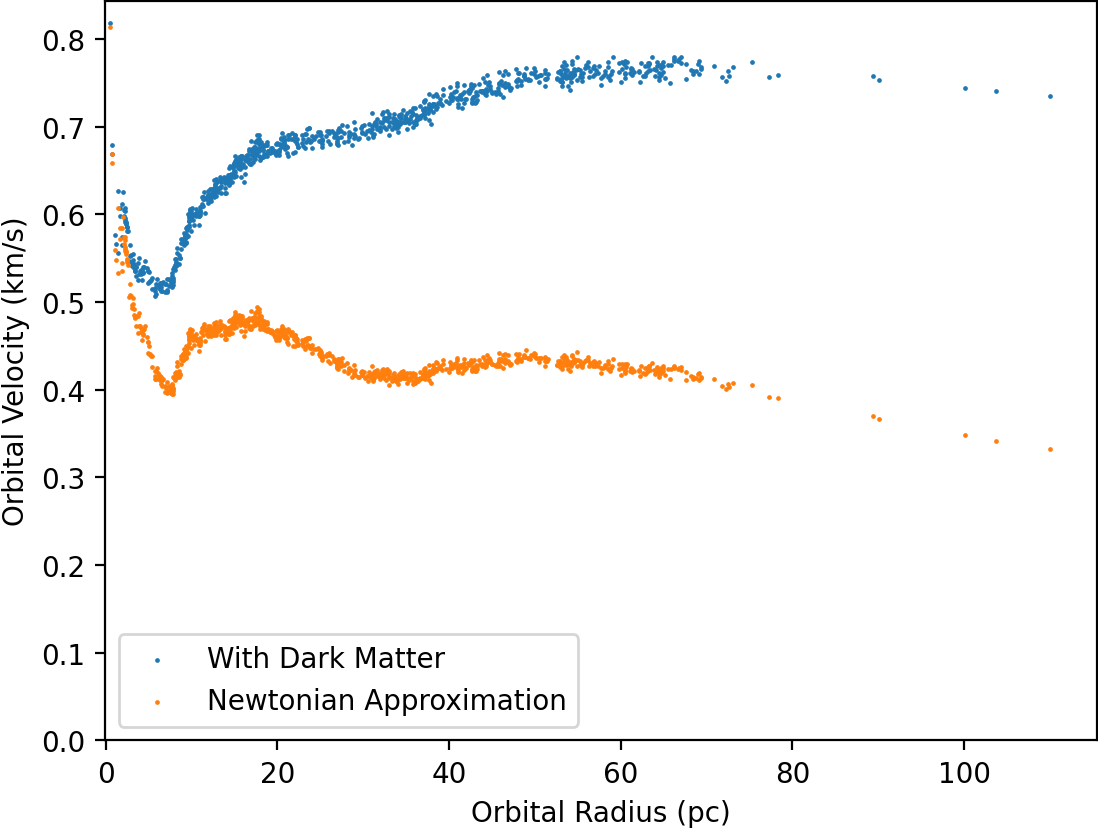 0.8
0.7
0.6
0.5
0.4
0.3
0.2
0.1
0.0
Orbital Velocity (km/s)
With Dark Matter
Newtonian Approximation
0 20 40 60 80 100
Orbital Radius (pc)